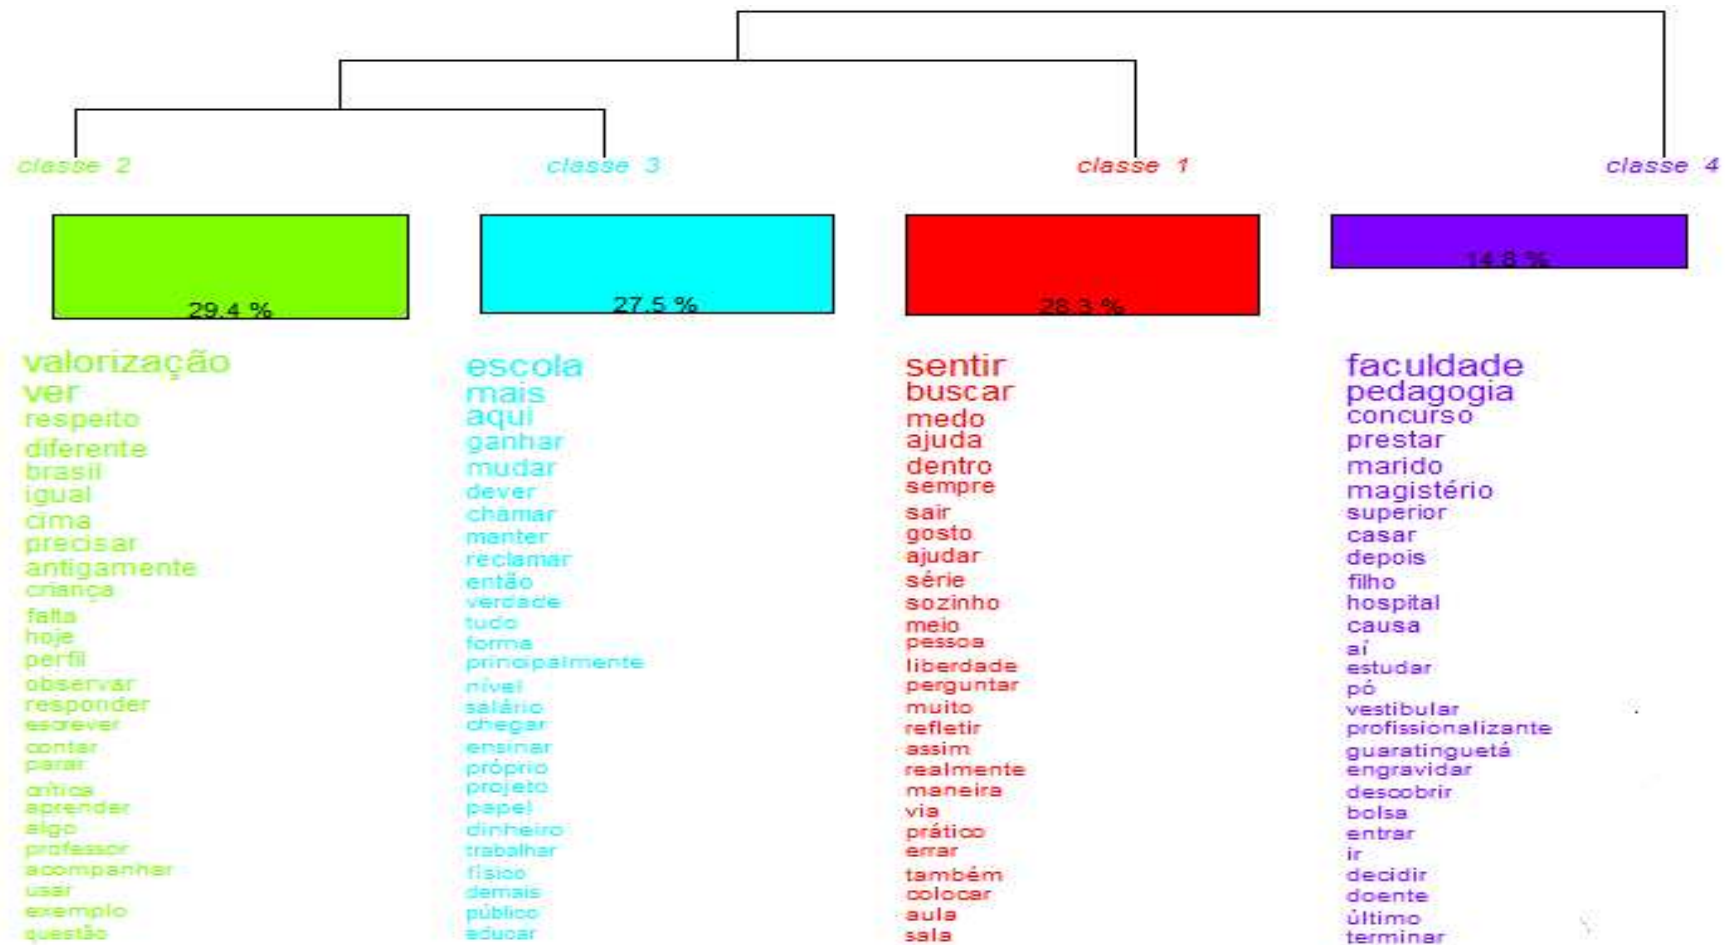 classe 2
classe 3
classe 1
classe 4
29.4 %
27.5 %
28.3 %
14.8 %
valorização
ver
respeito
diferente
brasil
igual
cima
precisar
antigamente
criança
falta
hoje
perfil
observar
responder
escrever
contar
parar
crítica
aprender
algo
professor
acompanhar
usar
exemplo
questão
escola
mais
aqui
ganhar
mudar
dever
chamar
manter
reclamar
então
verdade
tudo
forma
principalmente
nível
salário
chegar
ensinar
próprio
projeto
papel
dinheiro
trabalhar
físico
demais
público
educar
sentir
buscar
medo
ajuda
dentro
sempre
sair
gosto
ajudar
série
sozinho
meio
pessoa
liberdade
perguntar
muito
refletir
assim
realmente
maneira
via
prático
errar
também
colocar
aula
sala
faculdade
pedagogia
concurso
prestar
marido
magistério
superior
casar
depois
filho
hospital
causa
aí
estudar
pó
vestibular
profissionalizante
guaratinguetá
engravidar
descobrir
bolsa
entrar
ir
decidir
doente
último
terminar